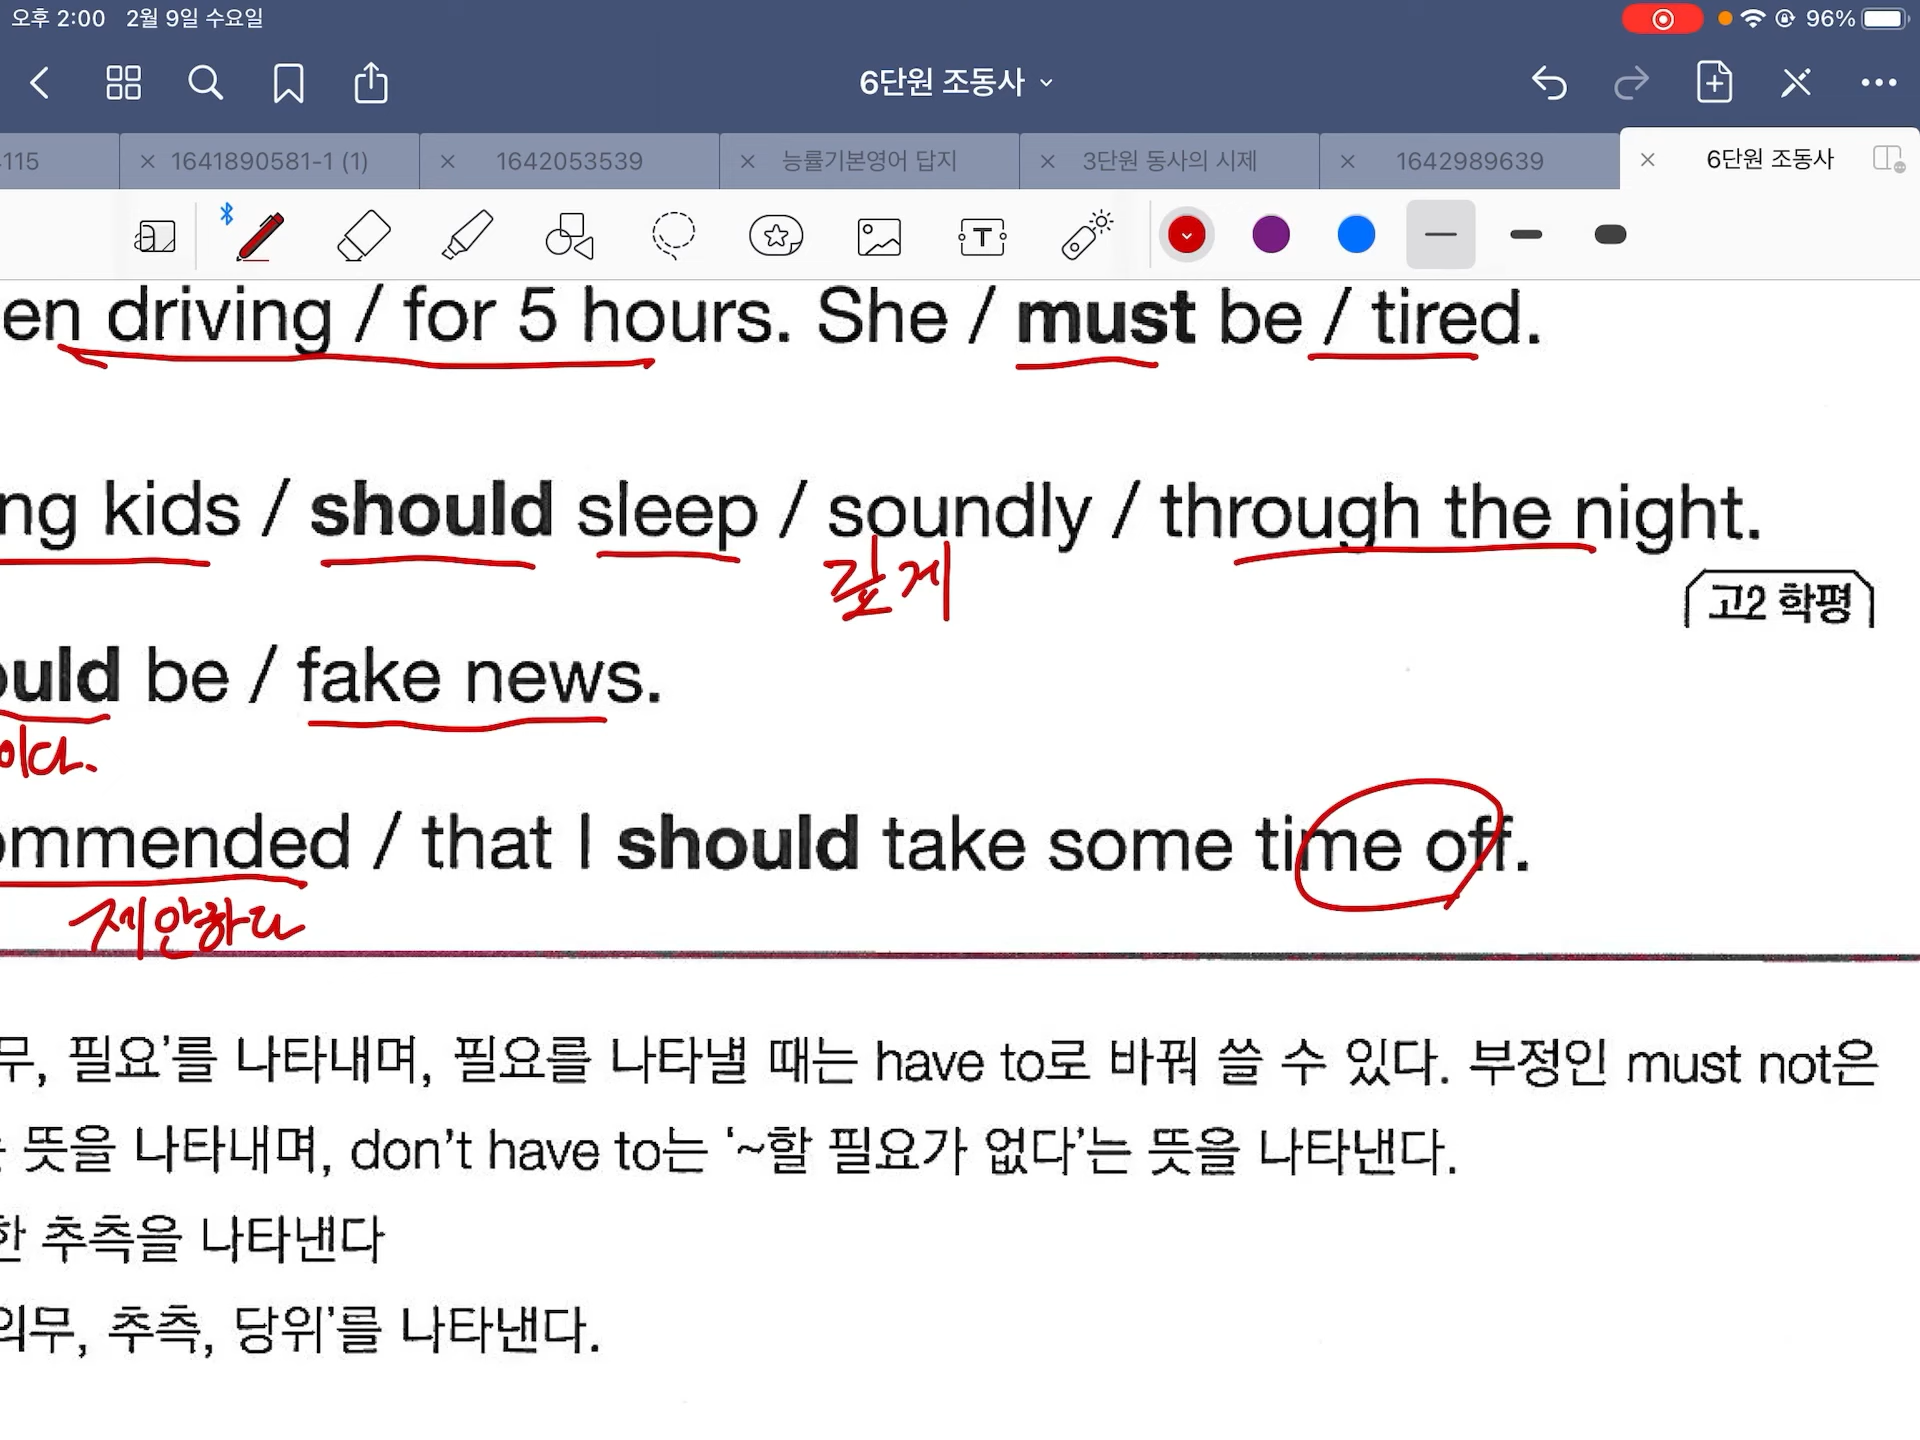 오후 2:00 2월 9일 수요일 96%
6단원 조동사
115 1641890581-1 (1) 1642053539 능률기본영어 답지 3단원 동사의 시제 1642989639 6단원 조동사
en driving / for 5 hours. She / must be / tired.
ng kids / should sleep / soundly / through the night.
깊게
고2 학평
ould be / fake news.
이다.
ommended / that I should take some time off.
제안하다
무, 필요’를 나타내며, 필요를 나타낼 때는 have to로 바꿔 쓸 수 있다. 부정인 must not은
뜻을 나타내며, don’t have to는 ‘~할 필요가 없다’는 뜻을 나타낸다.
한 추측을 나타낸다
의무, 추측, 당위’를 나타낸다.